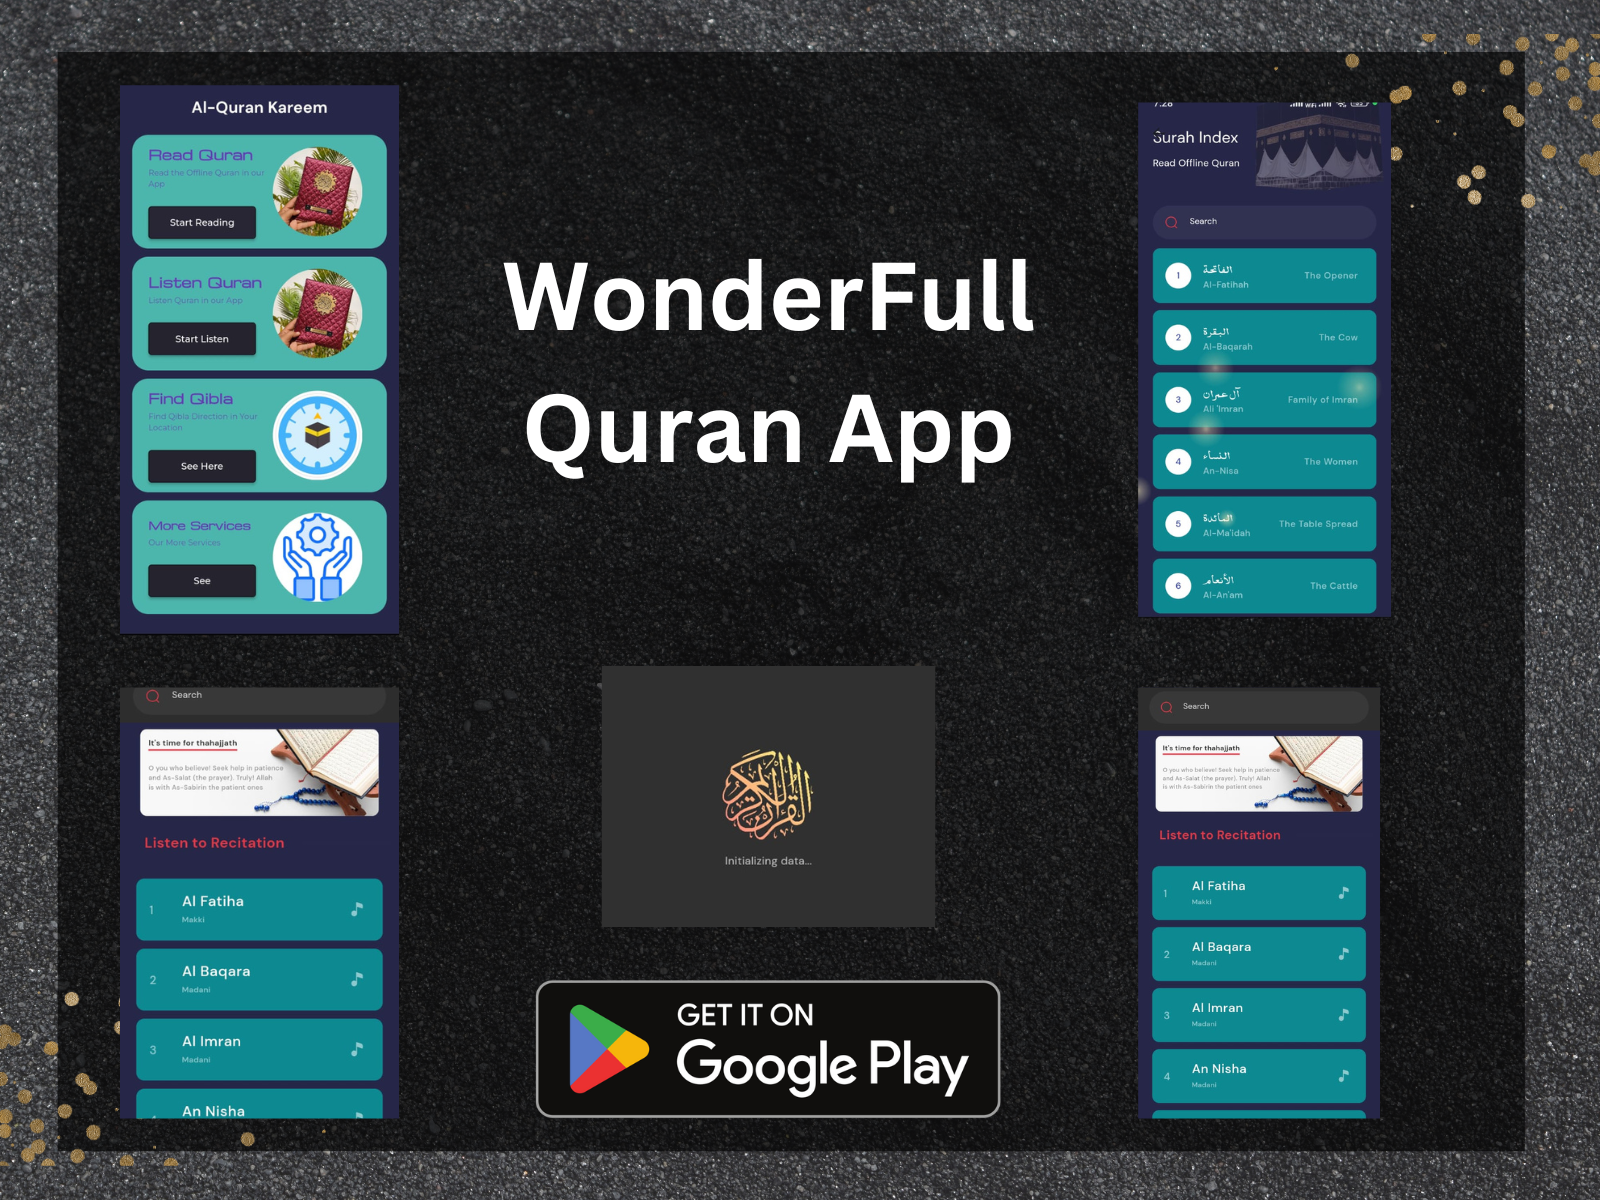 Al-Quran Kareem
Read Quran
Read the Offline Quran in our
App
Start Reading
Listen Quran
Listen Quran in our App
Start Listen
Find Qibla
Find Qibla Direction in Your
Location
See Here
More Services
Our More Services
See
WonderFull
Quran App
7:28
Surah Index
Read Offline Quran
Search
1
الفاتحة
Al-Fatihah
The Opener
2
البقرة
Al-Baqarah
The Cow
3
آل عمران
Ali 'Imran
Family of Imran
4
النساء
An-Nisa
The Women
5
المائدة
Al-Ma'idah
The Table Spread
6
الأنعام
Al-An'am
The Cattle
Search
It's time for thahajjath
O you who believe! Seek help in patience
and As-Salat (the prayer). Truly! Allah
is with As-Sabirin the patient ones
Listen to Recitation
1
Al Fatiha
Makki
2
Al Baqara
Madani
3
Al Imran
Madani
An Nisha
القرآن الكريم
Initializing data...
GET IT ON
Google Play
Search
It's time for thahajjath
O you who believe! Seek help in patience
and As-Salat (the prayer). Truly! Allah
is with As-Sabirin the patient ones
Listen to Recitation
1
Al Fatiha
Makki
2
Al Baqara
Madani
3
Al Imran
Madani
4
An Nisha
Madani